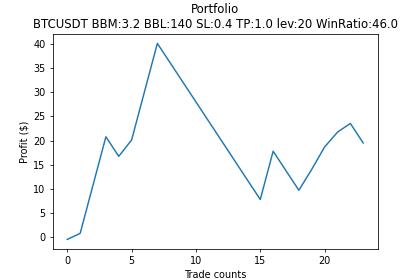 Portfolio
BTCUSDT BBM:3.2 BBL:140 SL:0.4 TP:1.0 lev:20 WinRatio:46.0
40
35
30
25
20
15
10
5
0
Profit ($)
0 5 10 15 20
Trade counts